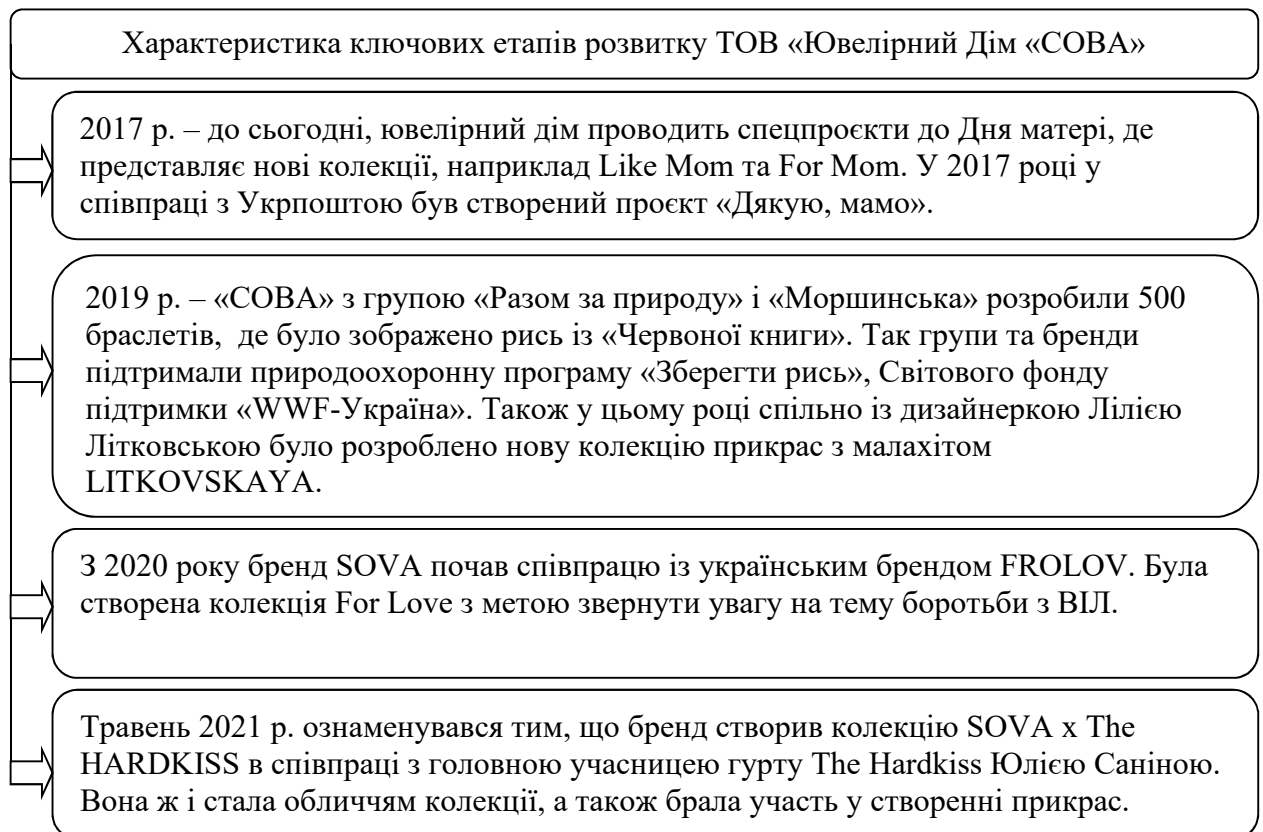 Характеристика ключових етапів розвитку ТОВ «Ювелірний Дім «СОВА»
2017 р. – до сьогодні, ювелірний дім проводить спецпроєкти до Дня матері, де
представляє нові колекції, наприклад Like Mom та For Mom. У 2017 році у
співпраці з Укрпоштою був створений проєкт «Дякую, мамо».
2019 р. – «СОВА» з групою «Разом за природу» і «Моршинська» розробили 500
браслетів, де було зображено рись із «Червоної книги». Так групи та бренди
підтримали природоохоронну програму «Зберегти рись», Світового фонду
підтримки «WWF-Україна». Також у цьому році спільно із дизайнеркою Лілією
Літковською було розроблено нову колекцію прикрас з малахітом
LITKOVSKAYA.
З 2020 року бренд SOVA почав співпрацю із українським брендом FROLOV. Була
створена колекція For Love з метою звернути увагу на тему боротьби з ВІЛ.
Травень 2021 р. ознаменувався тим, що бренд створив колекцію SOVA x The
HARDKISS в співпраці з головною учасницею гурту The Hardkiss Юлією Саніною.
Вона ж і стала обличчям колекції, а також брала участь у створенні прикрас.